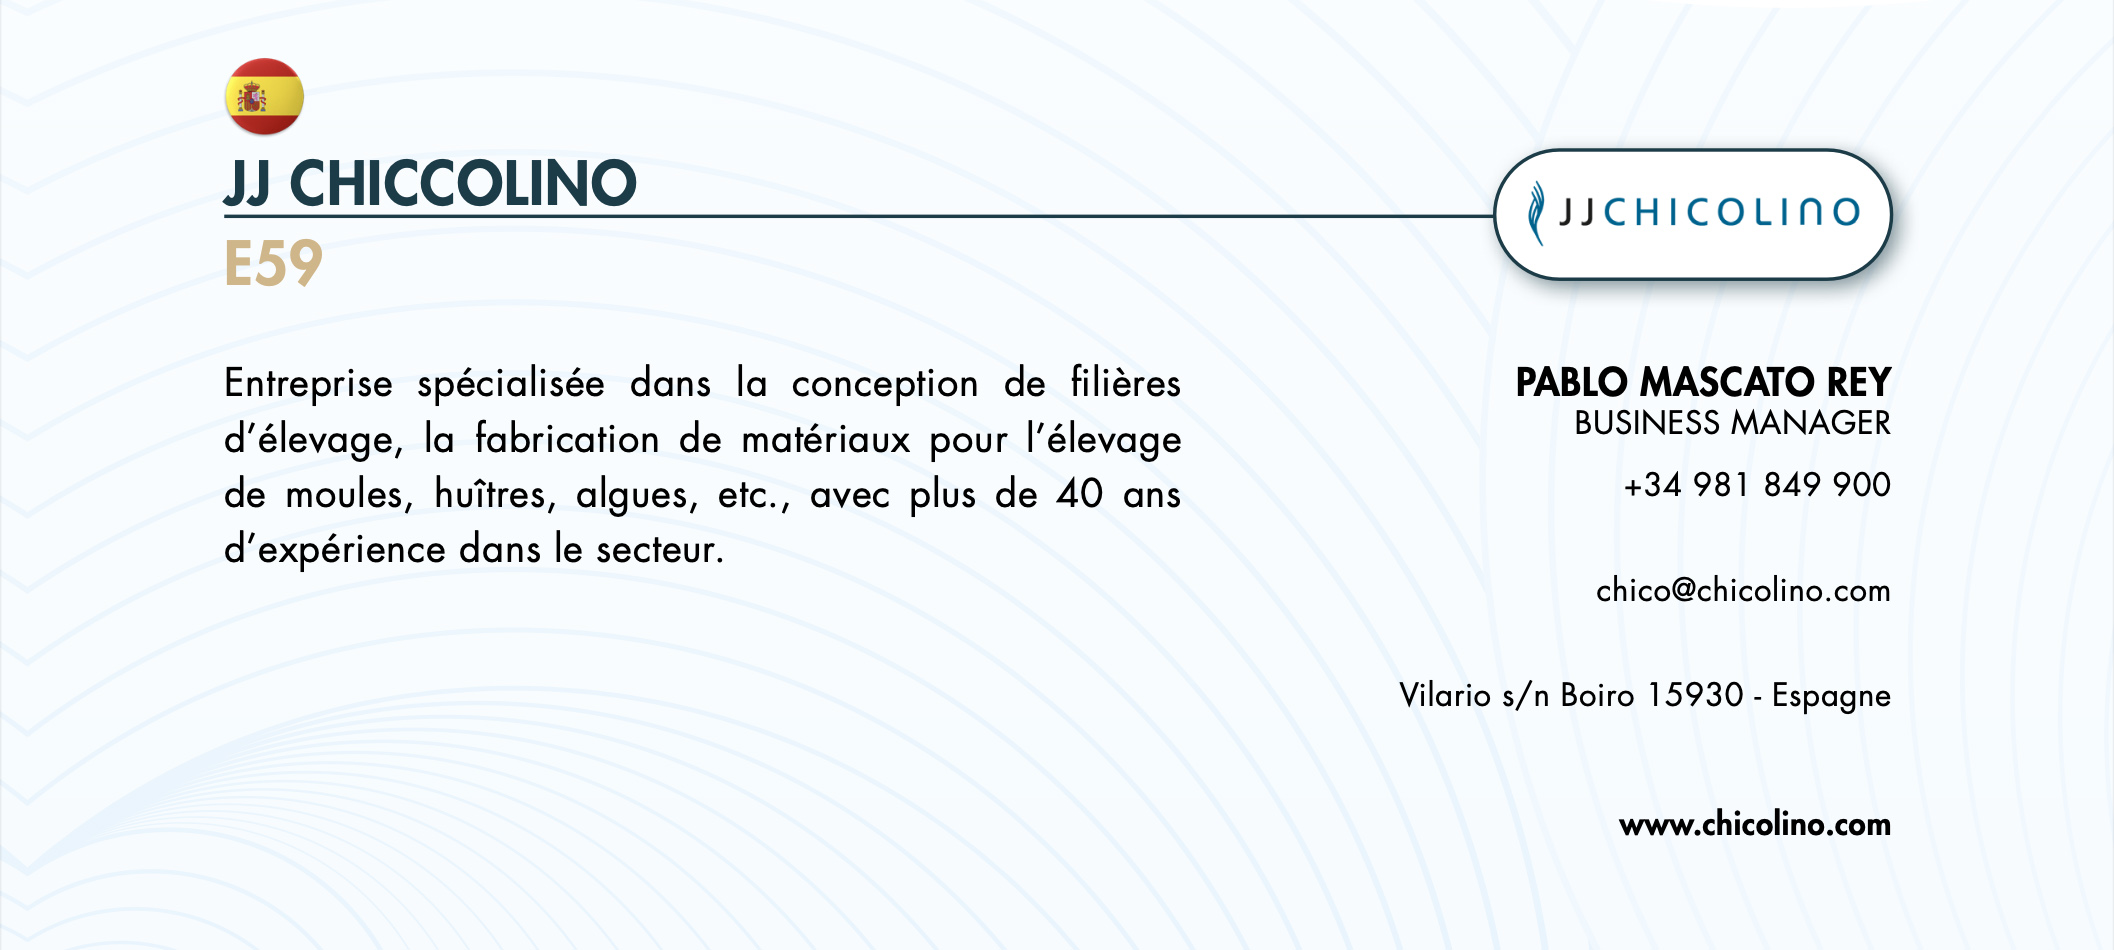 JJ CHICCOLINO
JJCHICOLINO
E59
Entreprise spécialisée dans la conception de filières
d’élevage, la fabrication de matériaux pour l’élevage
de moules, huîtres, algues, etc., avec plus de 40 ans
d’expérience dans le secteur.
PABLO MASCATO REY
BUSINESS MANAGER
+34 981 849 900
chico@chicolino.com
Vilario s/n Boiro 15930 - Espagne
www.chicolino.com